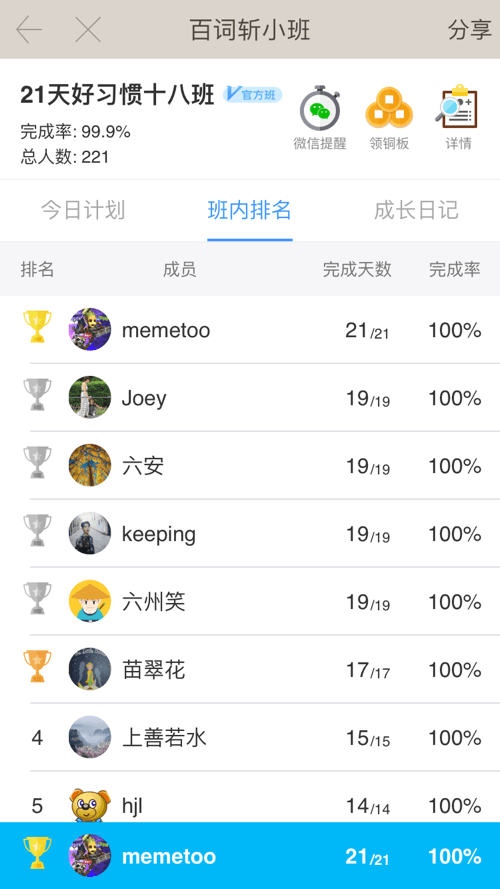 百词斩小班 分享
21天好习惯十八班 V官方班
完成率: 99.9%
总人数: 221
微信提醒 领铜板 详情
今日计划 班内排名 成长日记
排名 成员 完成天数 完成率
memetoo 21/21 100%
Joey 19/19 100%
六安 19/19 100%
keeping 19/19 100%
六州笑 19/19 100%
苗翠花 17/17 100%
4 上善若水 15/15 100%
5 hjl 14/14 100%
memetoo 21/21 100%